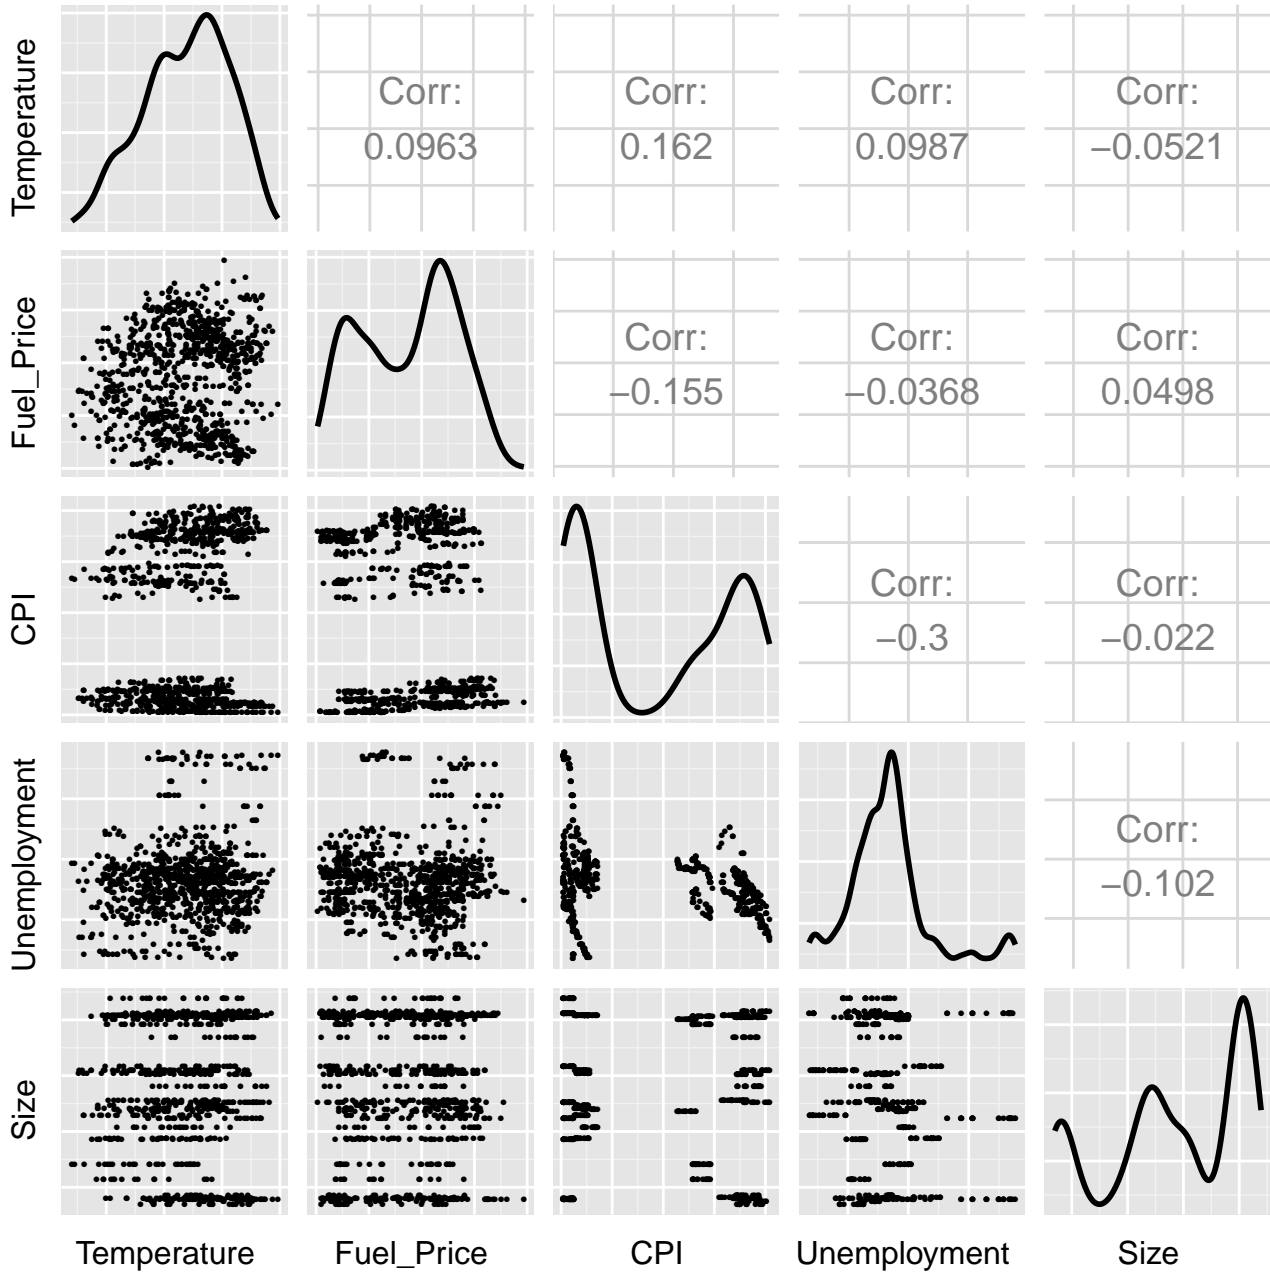 Temperature
Corr:
0.0963
Corr:
0.162
Corr:
0.0987
Corr:
−0.0521
Fuel_Price
Corr:
−0.155
Corr:
−0.0368
Corr:
0.0498
CPI
Corr:
−0.3
Corr:
−0.022
Unemployment
Corr:
−0.102
Size
Temperature
Fuel_Price
CPI
Unemployment
Size